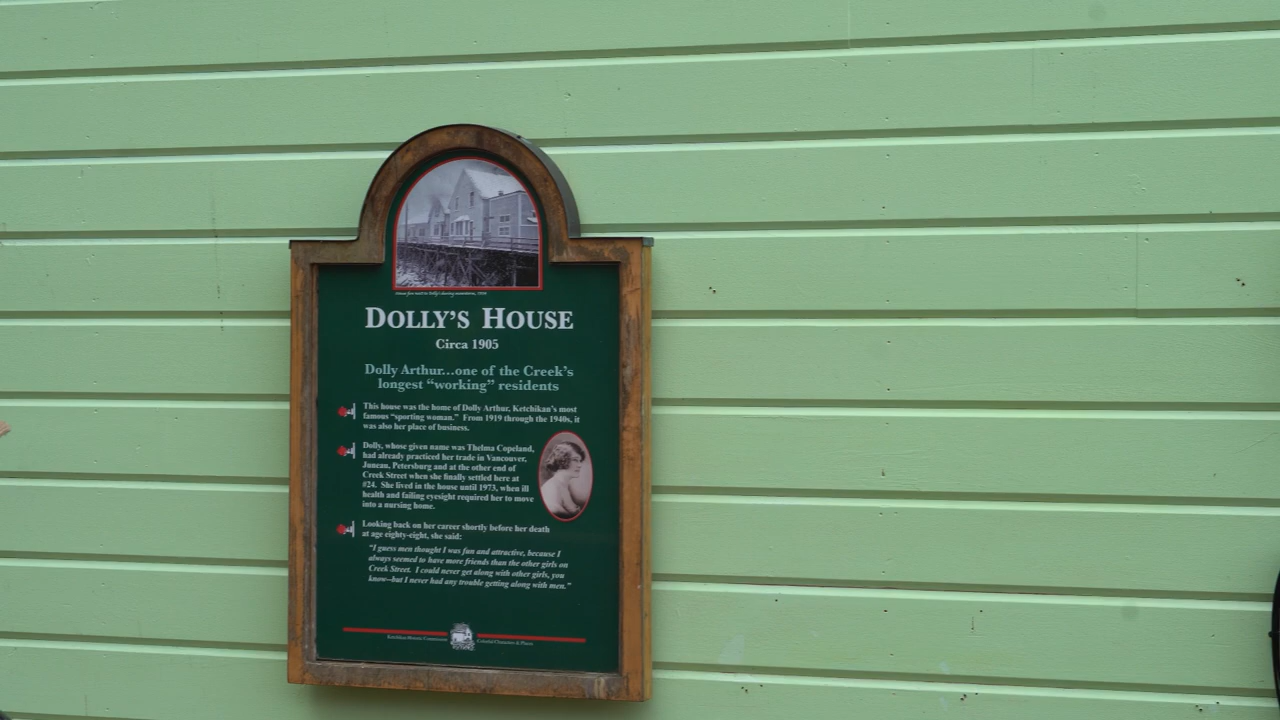 DOLLY'S HOUSE
Circa 1905
Dolly Arthur...one of the Creek's
longest "working" residents
This house was the home of Dolly Arthur, Ketchikan's most
famous "sporting woman." From 1919 through the 1940s, it
was also her place of business.
Dolly, whose given name was Thelma Copeland,
had already practiced her trade in Vancouver,
Juneau, Petersburg and at the other end of
Creek Street when she finally settled here at
#24. She lived in the house until 1973, when ill
health and failing eyesight required her to move
into a nursing home.
Looking back on her career shortly before her death
at age eighty-eight, she said:
"I guess men thought I was fun and attractive, because I
always seemed to have more friends than the other girls on
Creek Street. I could never get along with other girls, you
know--but I never had any trouble getting along with men."
Ketchikan Historic Commission